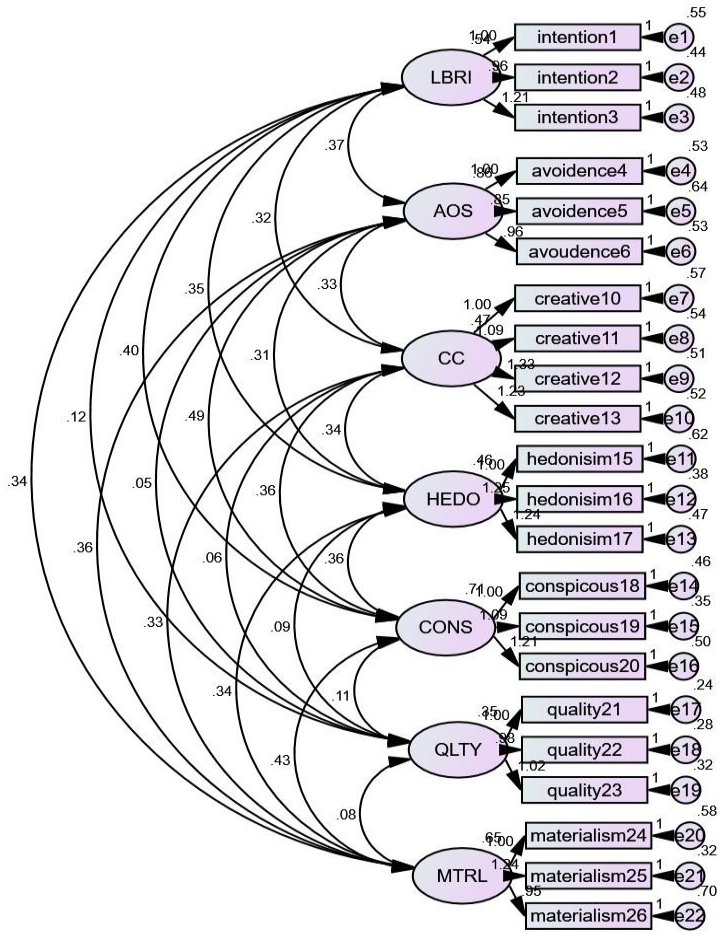 .55
1.00 .54 intention1 1 e1
.44
LBRI .96 intention2 1 e2
.48
1.21 intention3 1 e3
.37
.53
1.00 avoidence4 1 e4
.64
AOS .85 avoidence5 1 e5
.53
.96 avoudence6 1 e6
.32
.33
.57
1.00 creative10 1 e7
.54
.47 1.09 creative11 1 e8
.51
CC 1.33 creative12 1 e9
.52
1.23 creative13 1 e10
.35
.31
.40
.12
.49
.34
.62
.46 1.00 hedonisim15 1 e11
.38
HEDO 1.25 hedonisim16 1 e12
.47
1.24 hedonisim17 1 e13
.34
.05
.36
.36
.06
.36
.46
.71 1.00 conspicous18 1 e14
.35
CONS 1.09 conspicous19 1 e15
.50
1.21 conspicous20 1 e16
.33
.09
.34
.11
.24
.35 1.00 quality21 1 e17
.28
QLTY .98 quality22 1 e18
.32
1.02 quality23 1 e19
.43
.08
.58
.65 1.00 materialism24 1 e20
.32
MTRL 1.24 materialism25 1 e21
.70
.95 materialism26 1 e22